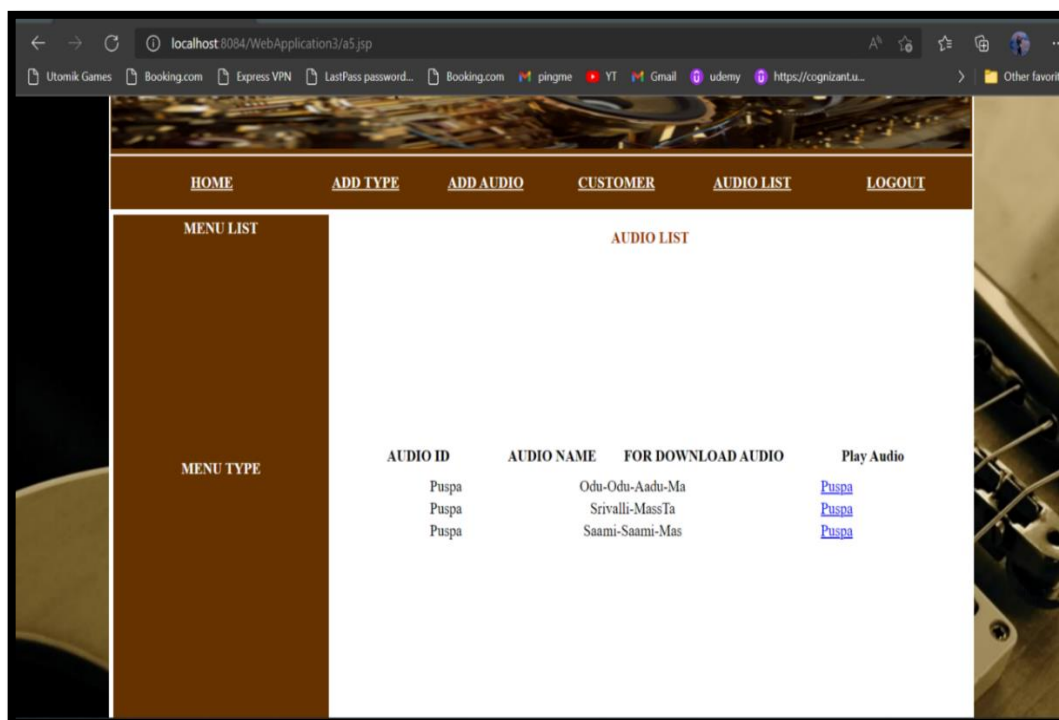 localhost:8084/WebApplication3/a5.jsp
Utomik Games Booking.com Express VPN LastPass password... Booking.com pingme YT Gmail udemy https://cognizant.u... Other favorit
HOME ADD TYPE ADD AUDIO CUSTOMER AUDIO LIST LOGOUT
MENU LIST
AUDIO LIST
MENU TYPE
AUDIO ID AUDIO NAME FOR DOWNLOAD AUDIO Play Audio
Puspa Odu-Odu-Aadu-Ma Puspa
Puspa Srivalli-MassTa Puspa
Puspa Saami-Saami-Mas Puspa